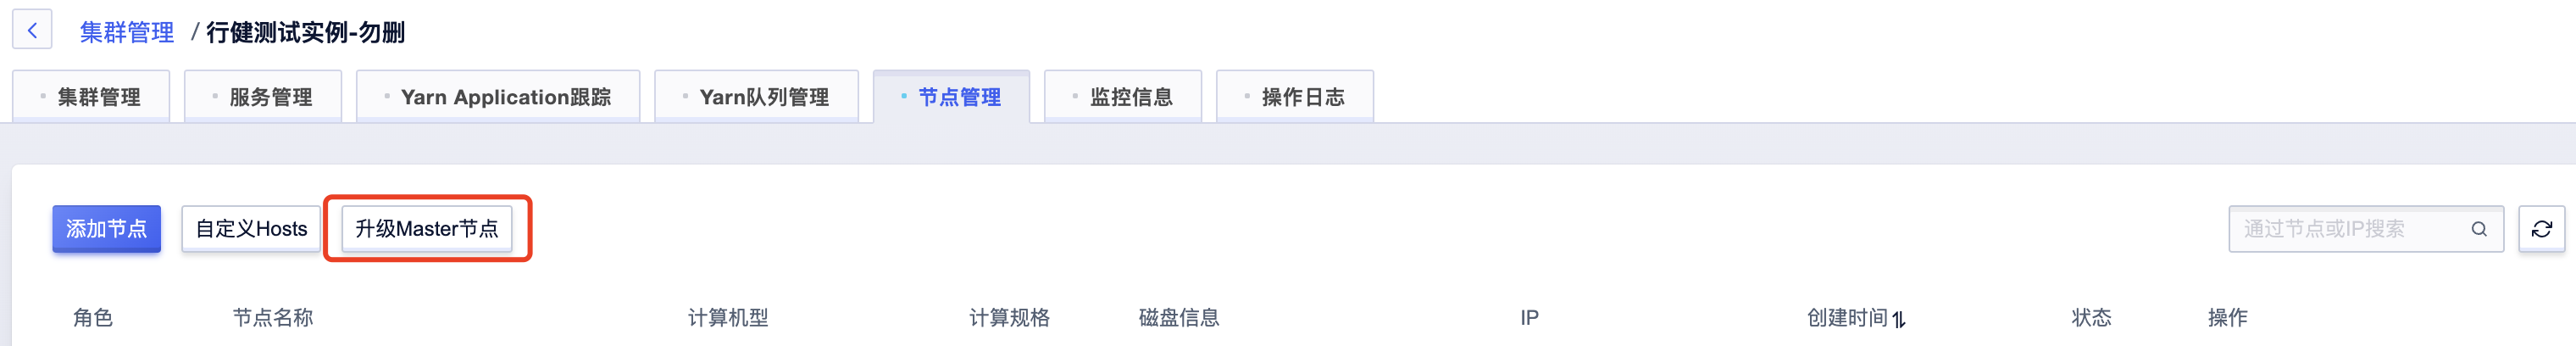 集群管理 / 行健测试实例-勿删
集群管理 服务管理 Yarn Application跟踪 Yarn队列管理 节点管理 监控信息 操作日志
添加节点 自定义Hosts 升级Master节点 通过节点或IP搜索
角色 节点名称 计算机型 计算规格 磁盘信息 IP 创建时间 状态 操作